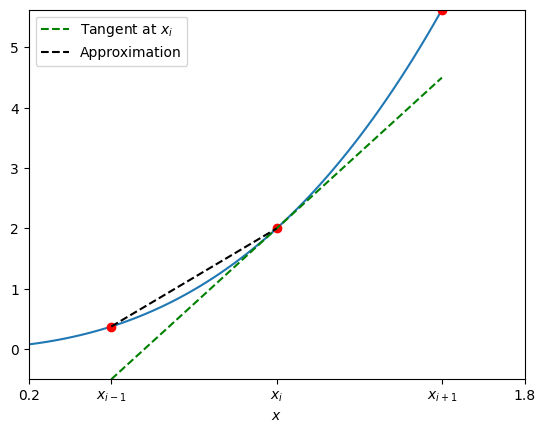 Tangent at $x_i$
Approximation
5
4
3
2
1
0
0.2 $x_{i-1}$ $x_i$ $x_{i+1}$ 1.8
$x$